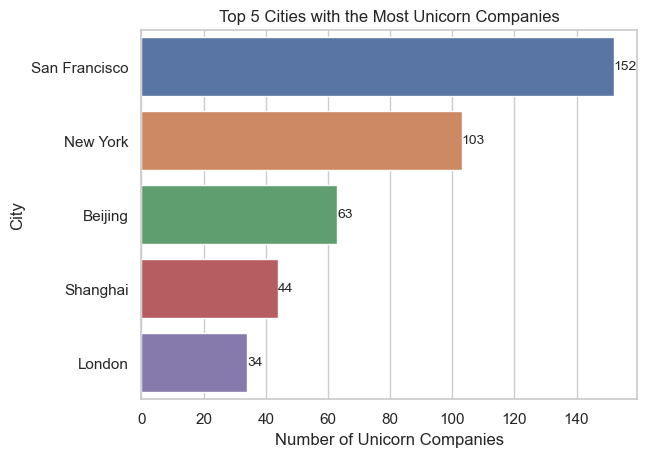 Top 5 Cities with the Most Unicorn Companies
San Francisco
152
New York
103
Beijing
63
Shanghai
44
London
34
City
0 20 40 60 80 100 120 140
Number of Unicorn Companies